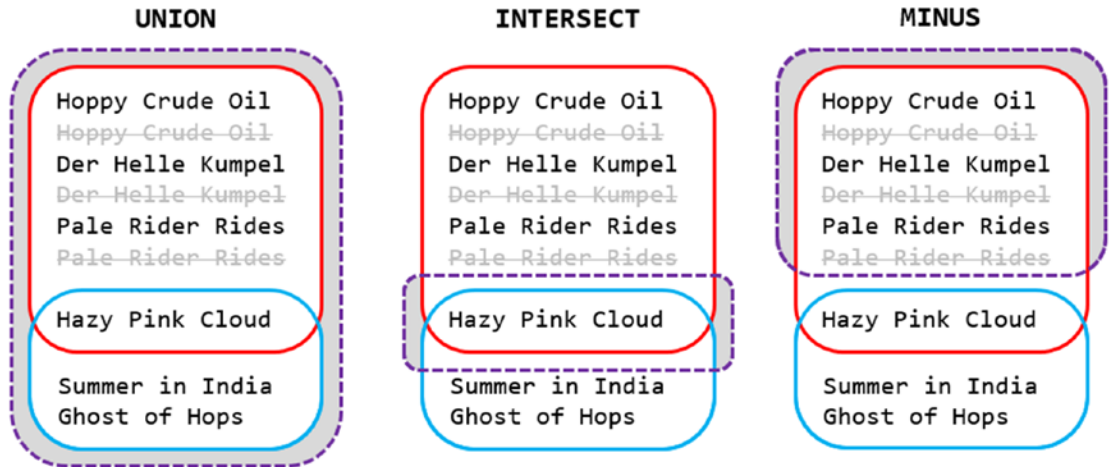 UNION
Hoppy Crude Oil
Hoppy Crude Oil
Der Helle Kumpel
Der Helle Kumpel
Pale Rider Rides
Pale Rider Rides
Hazy Pink Cloud
Summer in India
Ghost of Hops
INTERSECT
Hoppy Crude Oil
Hoppy Crude Oil
Der Helle Kumpel
Der Helle Kumpel
Pale Rider Rides
Pale Rider Rides
Hazy Pink Cloud
Summer in India
Ghost of Hops
MINUS
Hoppy Crude Oil
Hoppy Crude Oil
Der Helle Kumpel
Der Helle Kumpel
Pale Rider Rides
Pale Rider Rides
Hazy Pink Cloud
Summer in India
Ghost of Hops